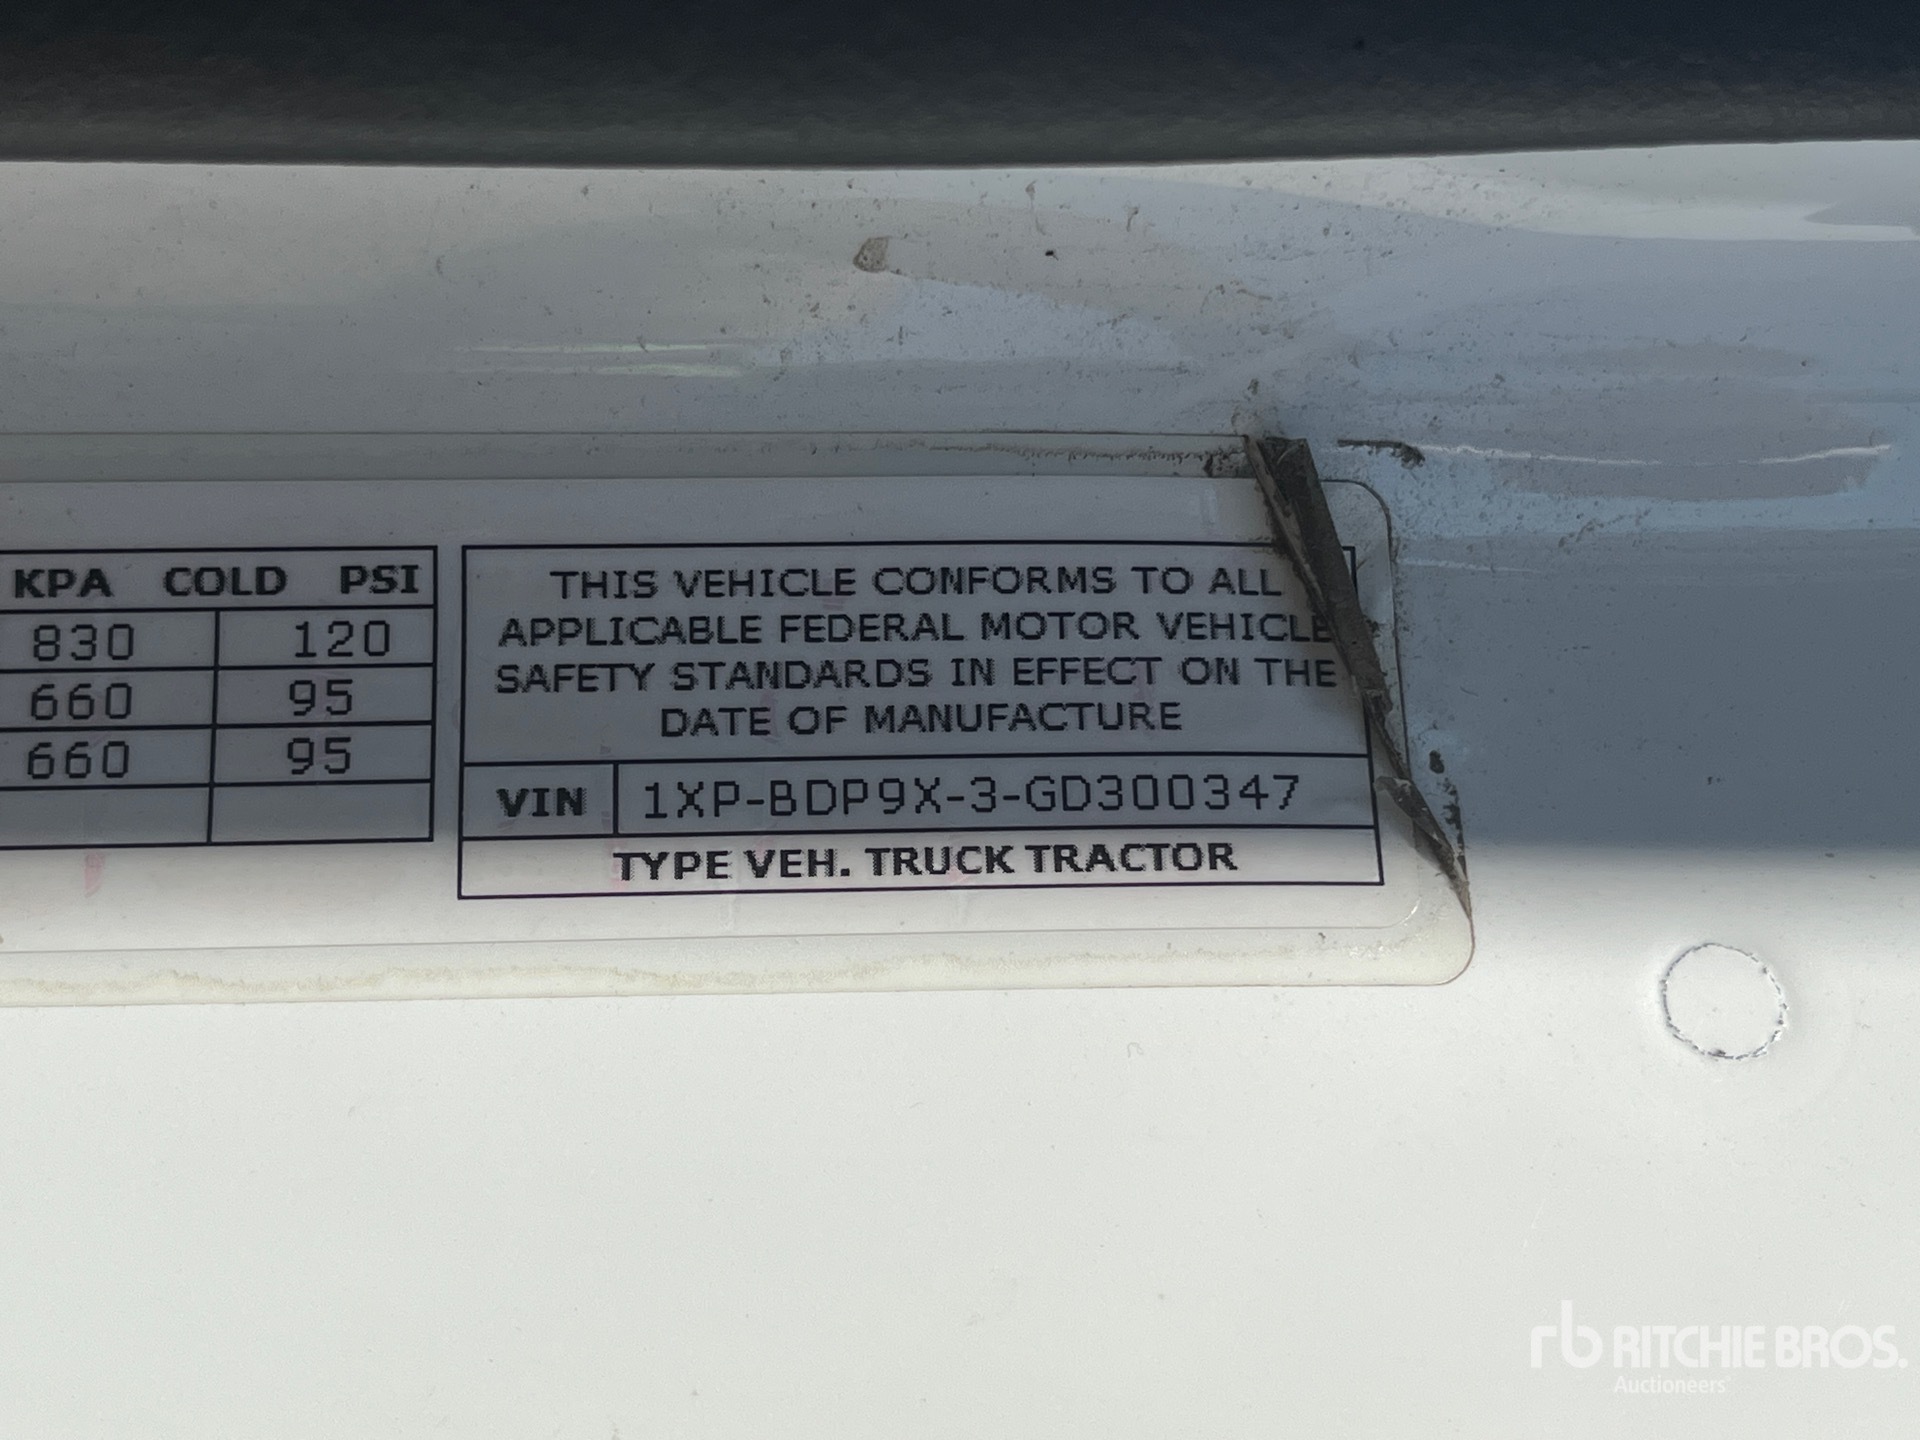 KPA COLD PSI
830 120
660 95
660 95
THIS VEHICLE CONFORMS TO ALL
APPLICABLE FEDERAL MOTOR VEHICLE
SAFETY STANDARDS IN EFFECT ON THE
DATE OF MANUFACTURE
VIN 1XP-BDP9X-3-GD300347
TYPE VEH. TRUCK TRACTOR
rb RITCHIE BROS.
Auctioneers